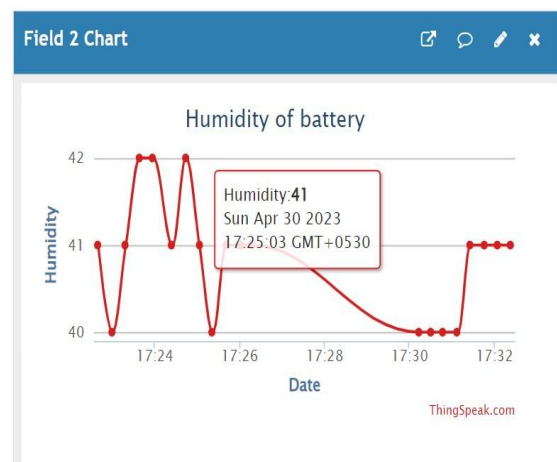 Field 2 Chart
Humidity of battery
42
41
40
Humidity
Humidity:41
Sun Apr 30 2023
17:25:03 GMT+0530
17:24 17:26 17:28 17:30 17:32
Date
ThingSpeak.com